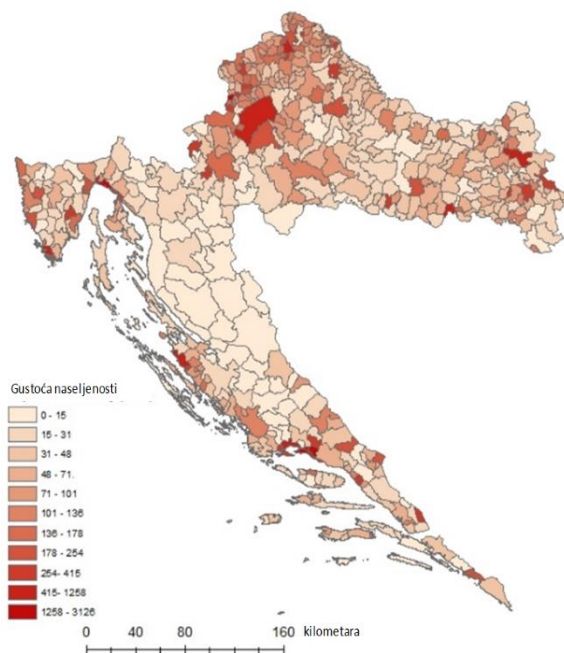 Gustoća naseljenosti
0 - 15
15 - 31
31 - 48
48 - 71.
71 - 101
101 - 136
136 - 178
178 - 254
254- 415
415- 1258
1258 - 3126
0 40 80 160 kilometara